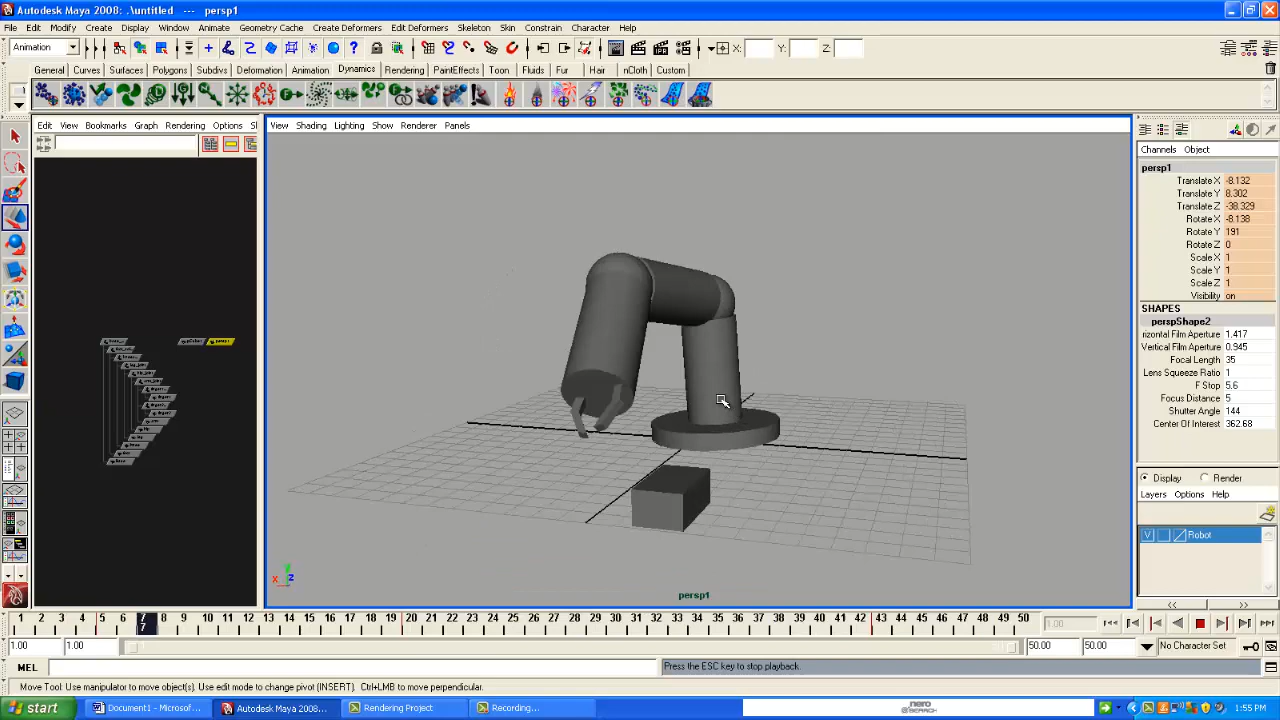 Autodesk Maya 2008: .\untitled --- persp1
File Edit Modify Create Display Window Animate Geometry Cache Create Deformers Edit Deformers Skeleton Skin Constrain Character Help
Animation X: Y: Z:
General Curves Surfaces Polygons Subdivs Deformation Animation Dynamics Rendering PaintEffects Toon Fluids Fur Hair nCloth Custom
Edit View Bookmarks Graph Rendering Options
View Shading Lighting Show Renderer Panels
Channels Object
persp1
Translate X -8.132
Translate Y 8.302
Translate Z -38.329
Rotate X -8.138
Rotate Y 191
Rotate Z 0
Scale X 1
Scale Y 1
Scale Z 1
Visibility on
SHAPES
perspShape2
rizontal Film Aperture 1.417
Vertical Film Aperture 0.945
Focal Length 35
Lens Squeeze Ratio 1
F Stop 5.6
Focus Distance 5
Shutter Angle 144
Center Of Interest 362.68
Display Render
Layers Options Help
V Robot
x z y
persp1
1 2 3 4 5 6 7 8 9 10 11 12 13 14 15 16 17 18 19 20 21 22 23 24 25 26 27 28 29 30 31 32 33 34 35 36 37 38 39 40 41 42 43 44 45 46 47 48 49 50 1.00
7
1.00 1.00 50.00 50.00 No Character Set
MEL Press the ESC key to stop playback.
Move Tool: Use manipulator to move object(s). Use edit mode to change pivot (INSERT). Ctrl+LMB to move perpendicular.
start Document1 - Microsof... Autodesk Maya 2008... Rendering Project Recording... nero SEARCH 1:55 PM